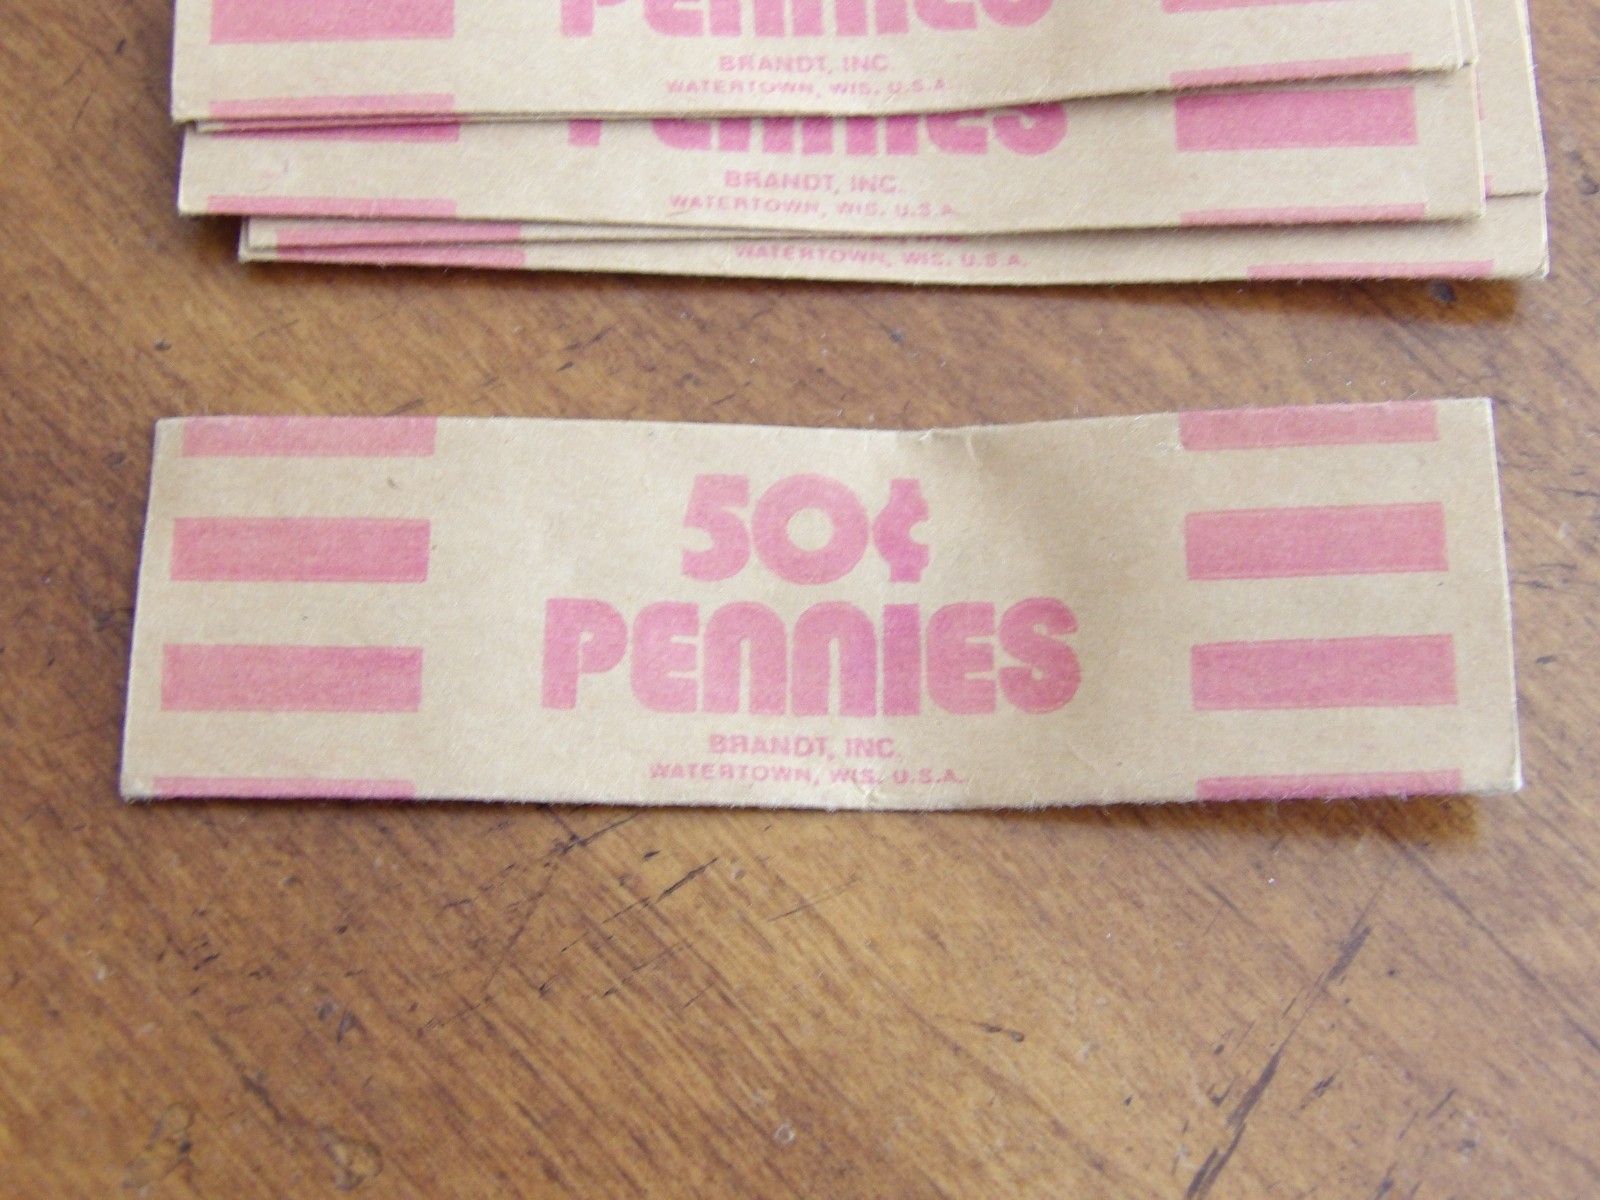 PENNIES
BRANDT, INC.
WATERTOWN, WIS. U.S.A.
PENNIES
BRANDT, INC.
WATERTOWN, WIS. U.S.A.
WATERTOWN, WIS. U.S.A.
50¢
PENNIES
BRANDT, INC.
WATERTOWN, WIS. U.S.A.